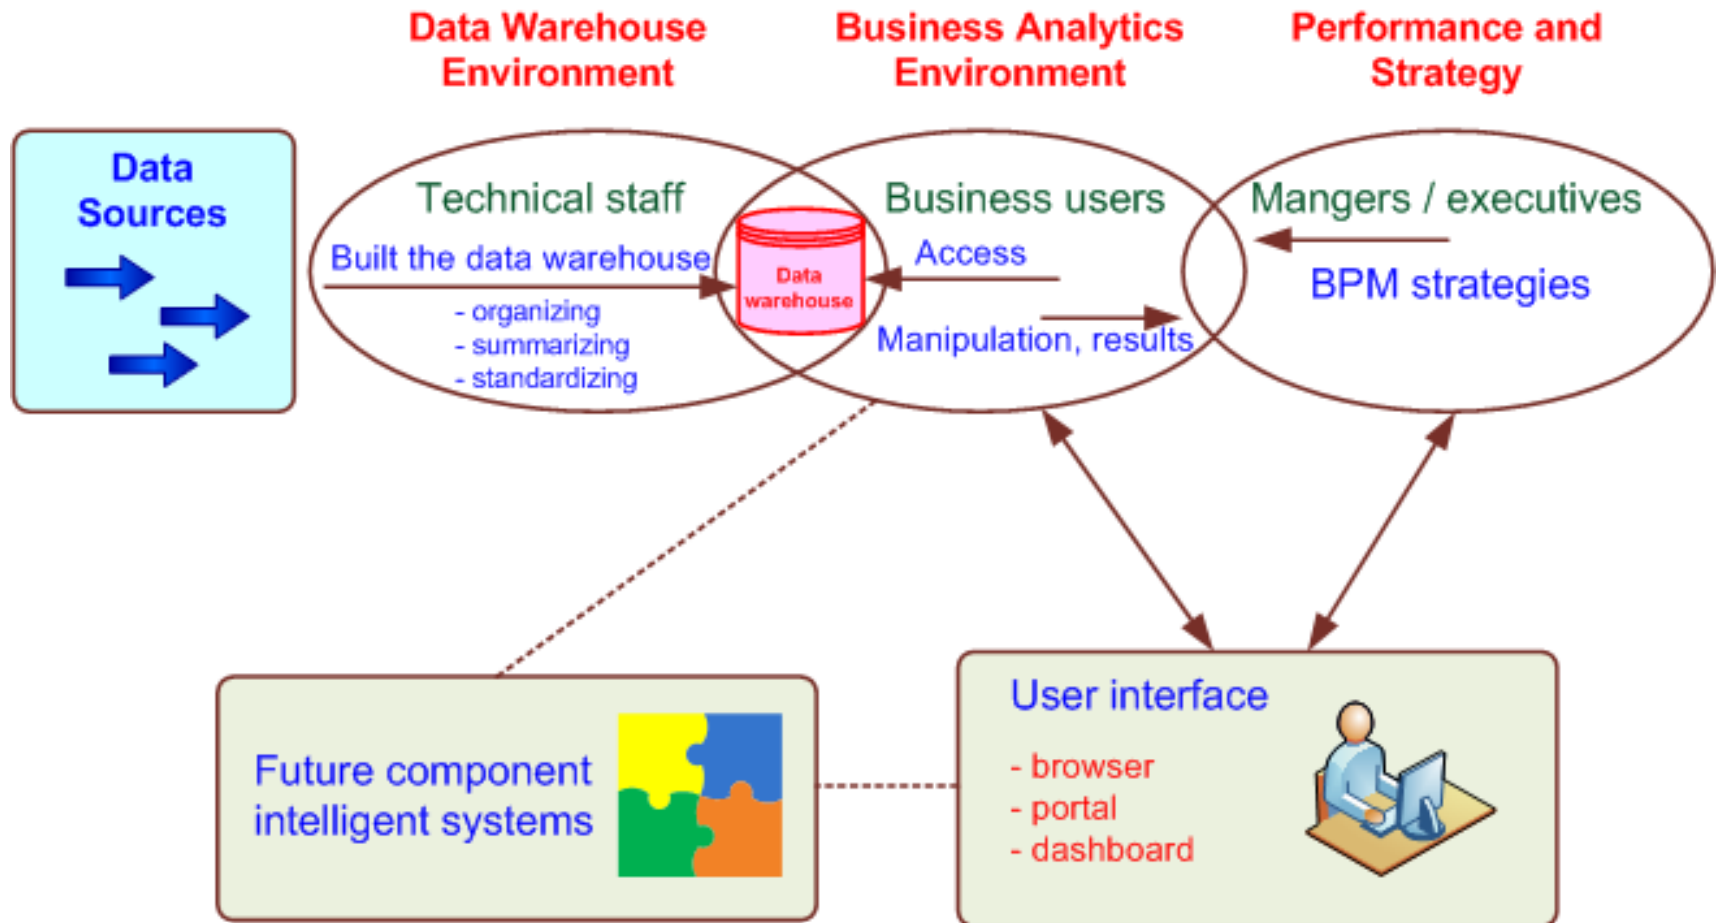 Data Warehouse
Environment
Business Analytics
Environment
Performance and
Strategy
Data
Sources
Technical staff
Built the data warehouse
- organizing
- summarizing
- standardizing
Data
warehouse
Business users
Access
Manipulation, results
Mangers / executives
BPM strategies
Future component
intelligent systems
User interface
- browser
- portal
- dashboard